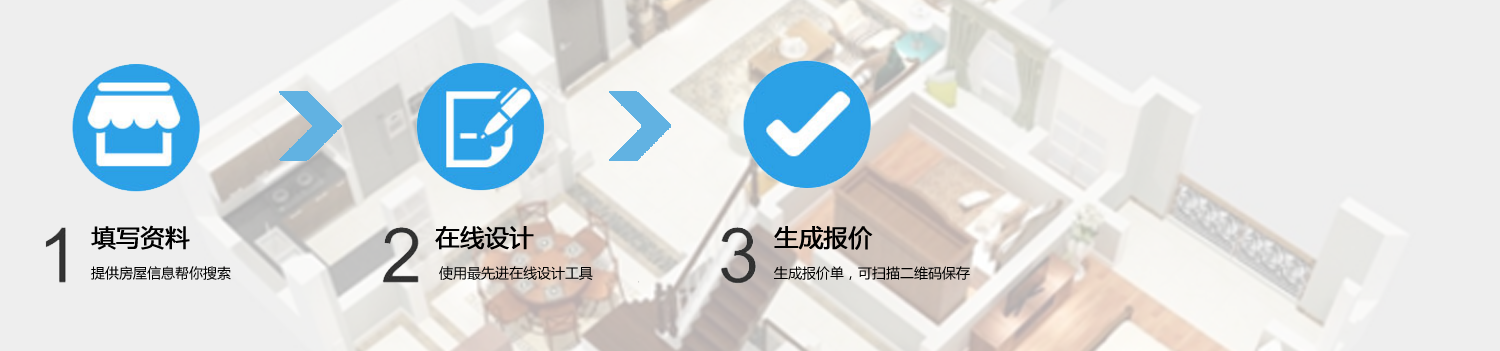 1 填写资料
提供房屋信息帮你搜索
2 在线设计
使用最先进在线设计工具
3 生成报价
生成报价单，可扫描二维码保存